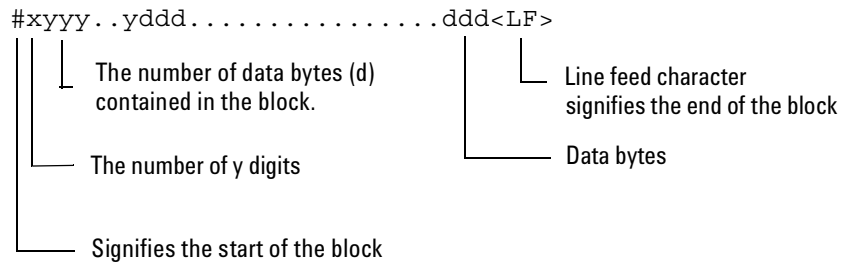 #xyyy..yddd................ddd<LF>
The number of data bytes (d)
contained in the block.
Line feed character
signifies the end of the block
The number of y digits
Data bytes
Signifies the start of the block